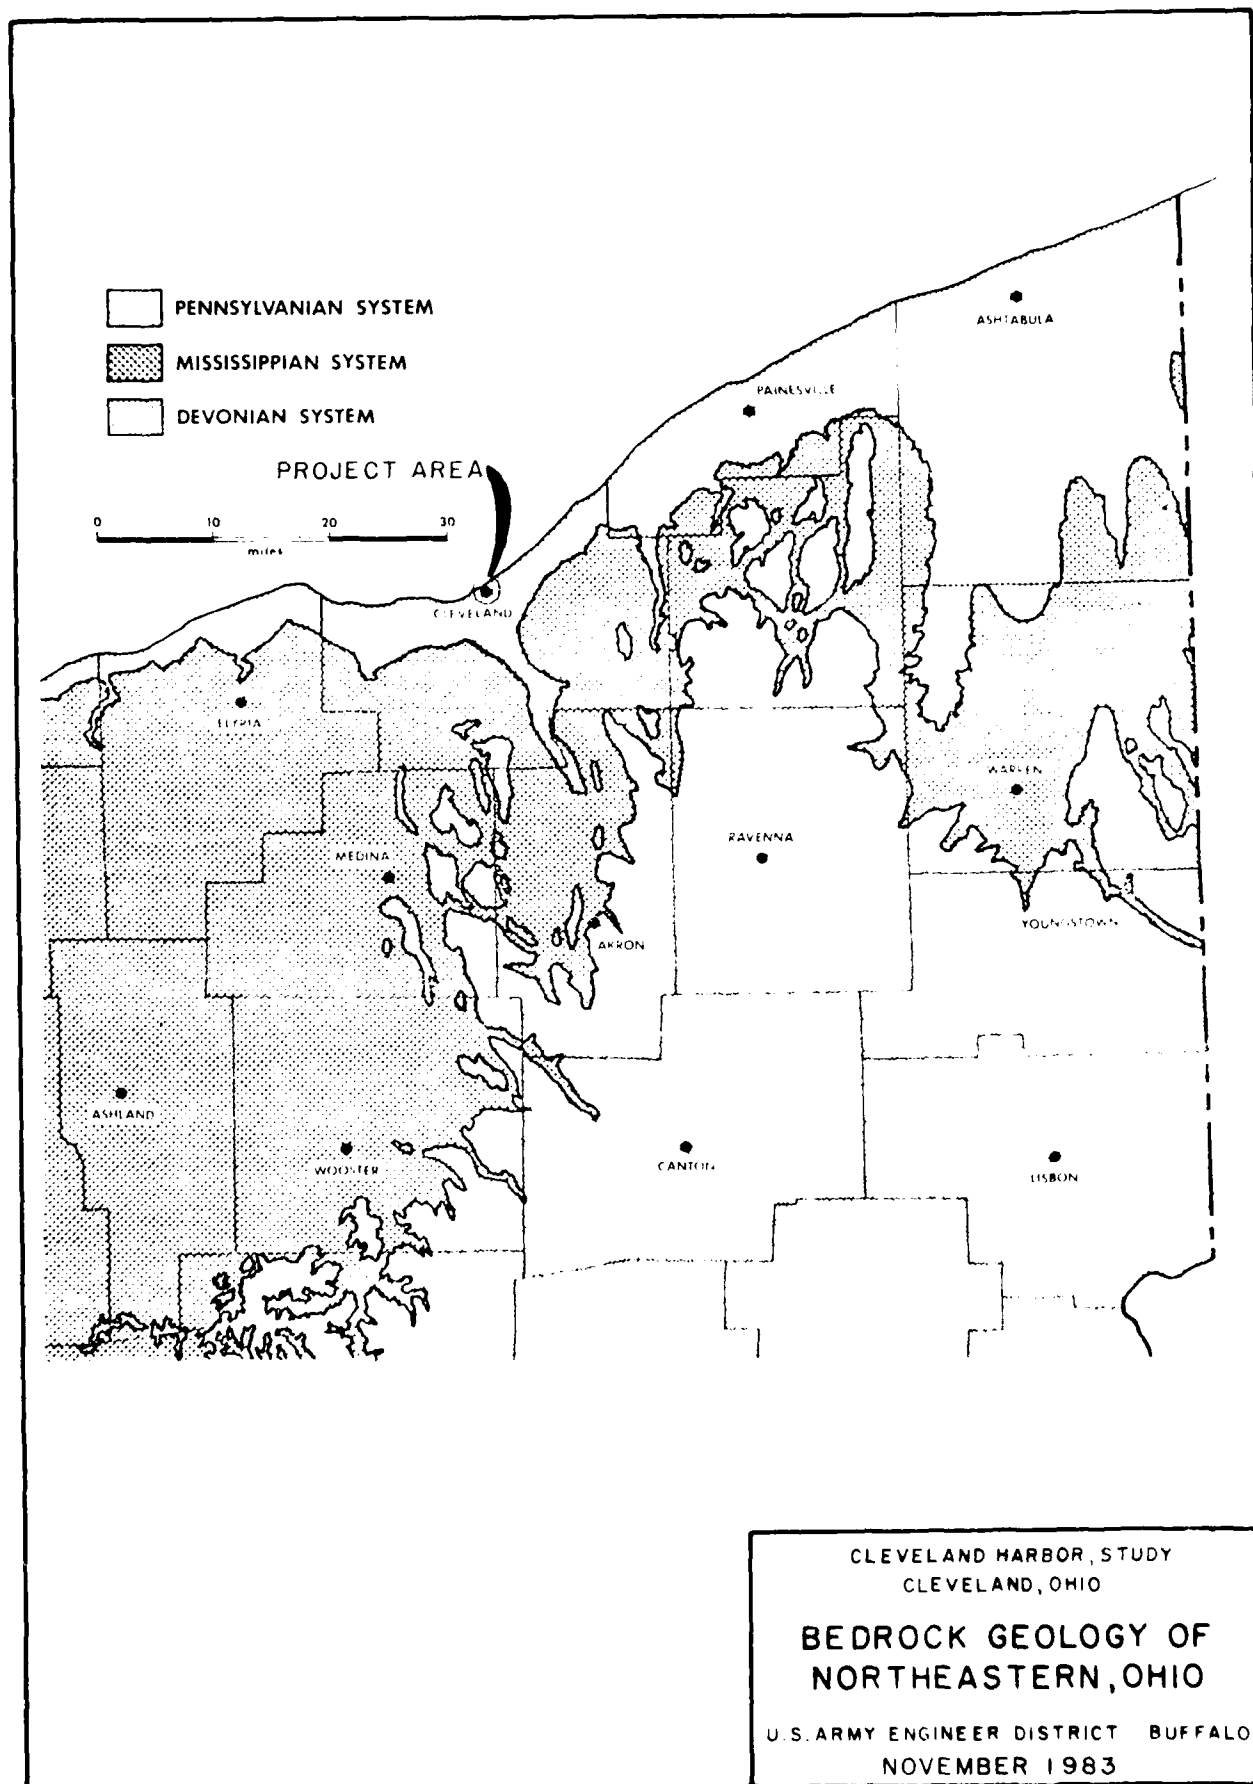 PENNSYLVANIAN SYSTEM
MISSISSIPPIAN SYSTEM
DEVONIAN SYSTEM
PROJECT AREA
0 10 20 30
miles
ASHTABULA
PAINESVILLE
CLEVELAND
ELYRIA
WARREN
RAVENNA
MEDINA
YOUNGSTOWN
AKRON
ASHLAND
WOOSTER
CANTON
LISBON
CLEVELAND HARBOR, STUDY
CLEVELAND, OHIO
BEDROCK GEOLOGY OF
NORTHEASTERN, OHIO
U.S. ARMY ENGINEER DISTRICT BUFFALO
NOVEMBER 1983